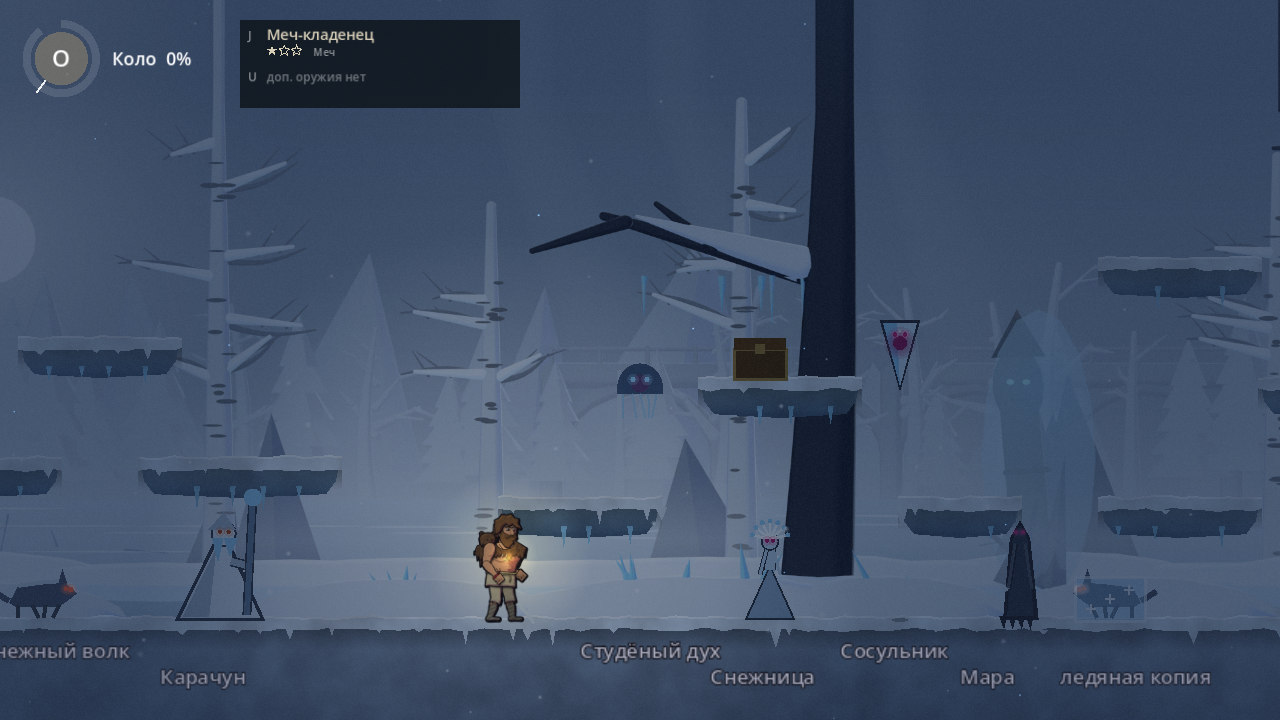 O
Коло 0%
J Меч-кладенец
Меч
U доп. оружия нет
нежный волк
Карачун
Студёный дух
Снежница
Сосульник
Мара
ледяная копия